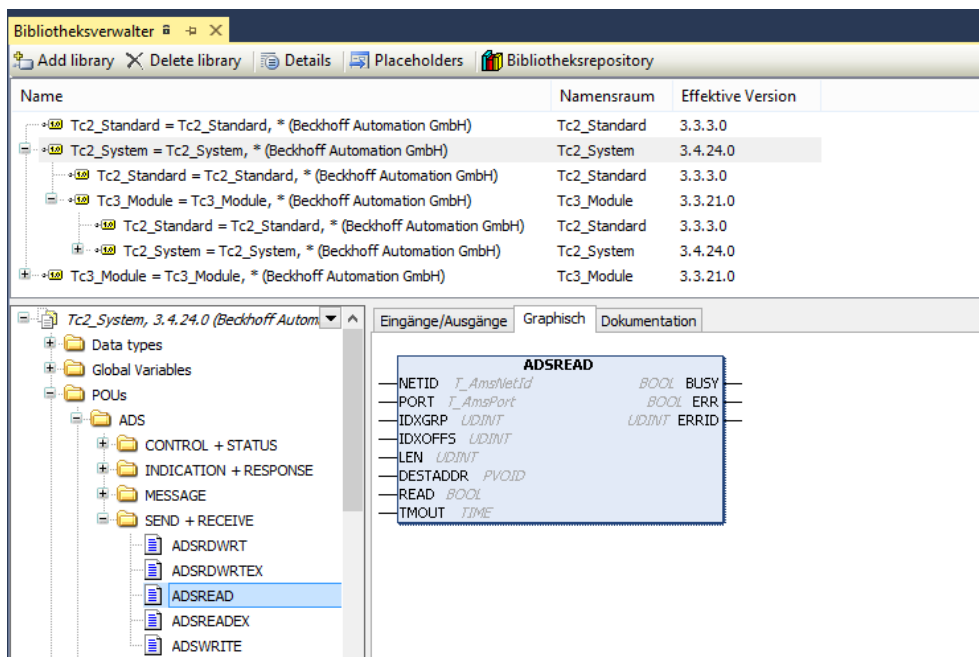 Bibliotheksverwalter
Add library Delete library Details Placeholders Bibliotheksrepository
Name Namensraum Effektive Version
Tc2_Standard = Tc2_Standard, * (Beckhoff Automation GmbH) Tc2_Standard 3.3.3.0
Tc2_System = Tc2_System, * (Beckhoff Automation GmbH) Tc2_System 3.4.24.0
Tc2_Standard = Tc2_Standard, * (Beckhoff Automation GmbH) Tc2_Standard 3.3.3.0
Tc3_Module = Tc3_Module, * (Beckhoff Automation GmbH) Tc3_Module 3.3.21.0
Tc2_Standard = Tc2_Standard, * (Beckhoff Automation GmbH) Tc2_Standard 3.3.3.0
Tc2_System = Tc2_System, * (Beckhoff Automation GmbH) Tc2_System 3.4.24.0
Tc3_Module = Tc3_Module, * (Beckhoff Automation GmbH) Tc3_Module 3.3.21.0
Tc2_System, 3.4.24.0 (Beckhoff Autom
Data types
Global Variables
POUs
ADS
CONTROL + STATUS
INDICATION + RESPONSE
MESSAGE
SEND + RECEIVE
ADSRDWRT
ADSRDWRTEX
ADSREAD
ADSREADEX
ADSWRITE
Eingänge/Ausgänge Graphisch Dokumentation
ADSREAD
NETID T_AmsNetId BOOL BUSY
PORT T_AmsPort BOOL ERR
IDXGRP UDINT UDINT ERRID
IDXOFFS UDINT
LEN UDINT
DESTADDR PVOID
READ BOOL
TMOUT TIME